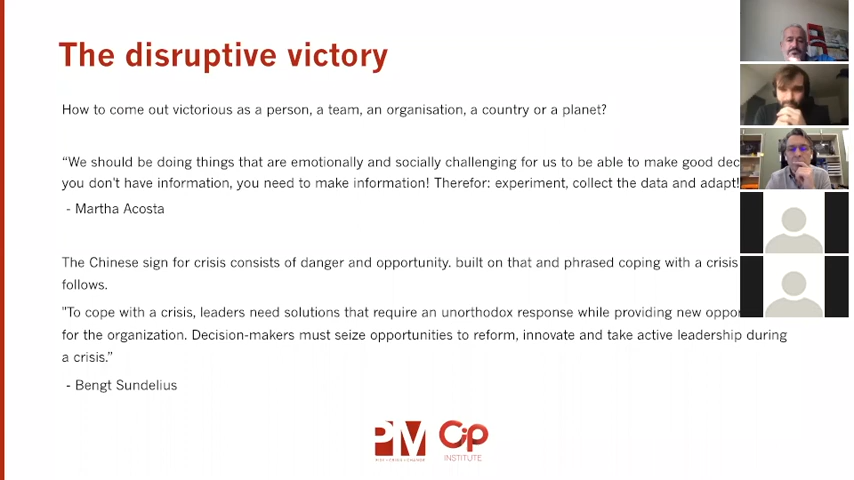 The disruptive victory
How to come out victorious as a person, a team, an organisation, a country or a planet?
“We should be doing things that are emotionally and socially challenging for us to be able to make good dec
you don't have information, you need to make information! Therefor: experiment, collect the data and adapt!
- Martha Acosta
The Chinese sign for crisis consists of danger and opportunity. built on that and phrased coping with a crisis
follows.
"To cope with a crisis, leaders need solutions that require an unorthodox response while providing new oppor
for the organization. Decision-makers must seize opportunities to reform, innovate and take active leadership during
a crisis.”
- Bengt Sundelius
PIV
CIP
INSTITUTE